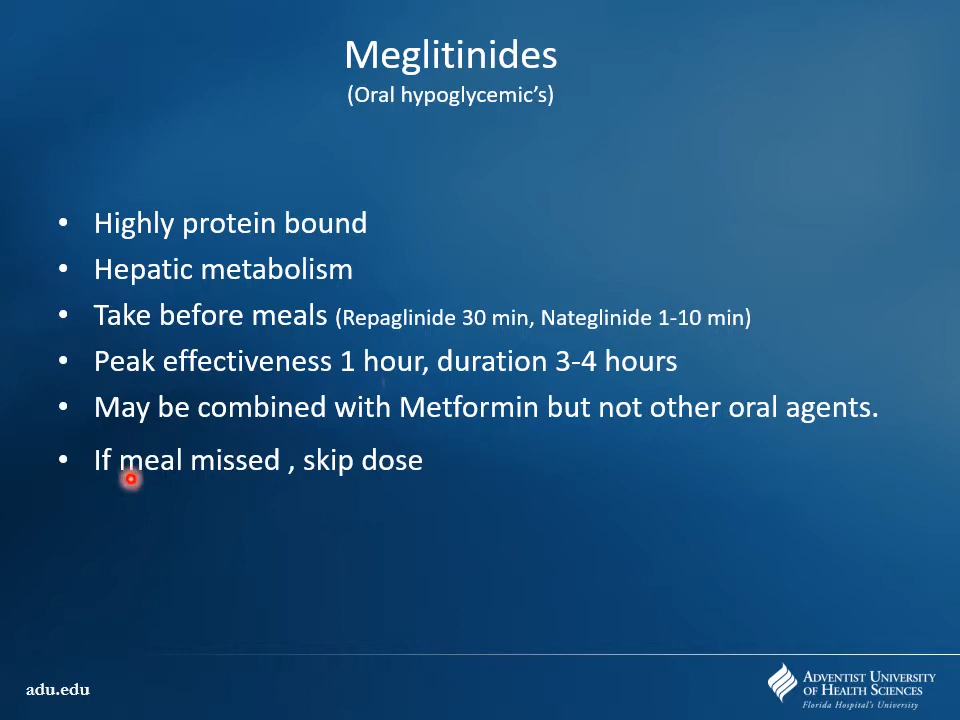 Meglitinides
(Oral hypoglycemic’s)
• Highly protein bound
• Hepatic metabolism
• Take before meals (Repaglinide 30 min, Nateglinide 1-10 min)
• Peak effectiveness 1 hour, duration 3-4 hours
• May be combined with Metformin but not other oral agents.
• If meal missed , skip dose
adu.edu
ADVENTIST UNIVERSITY
OF HEALTH SCIENCES
Florida Hospital’s University